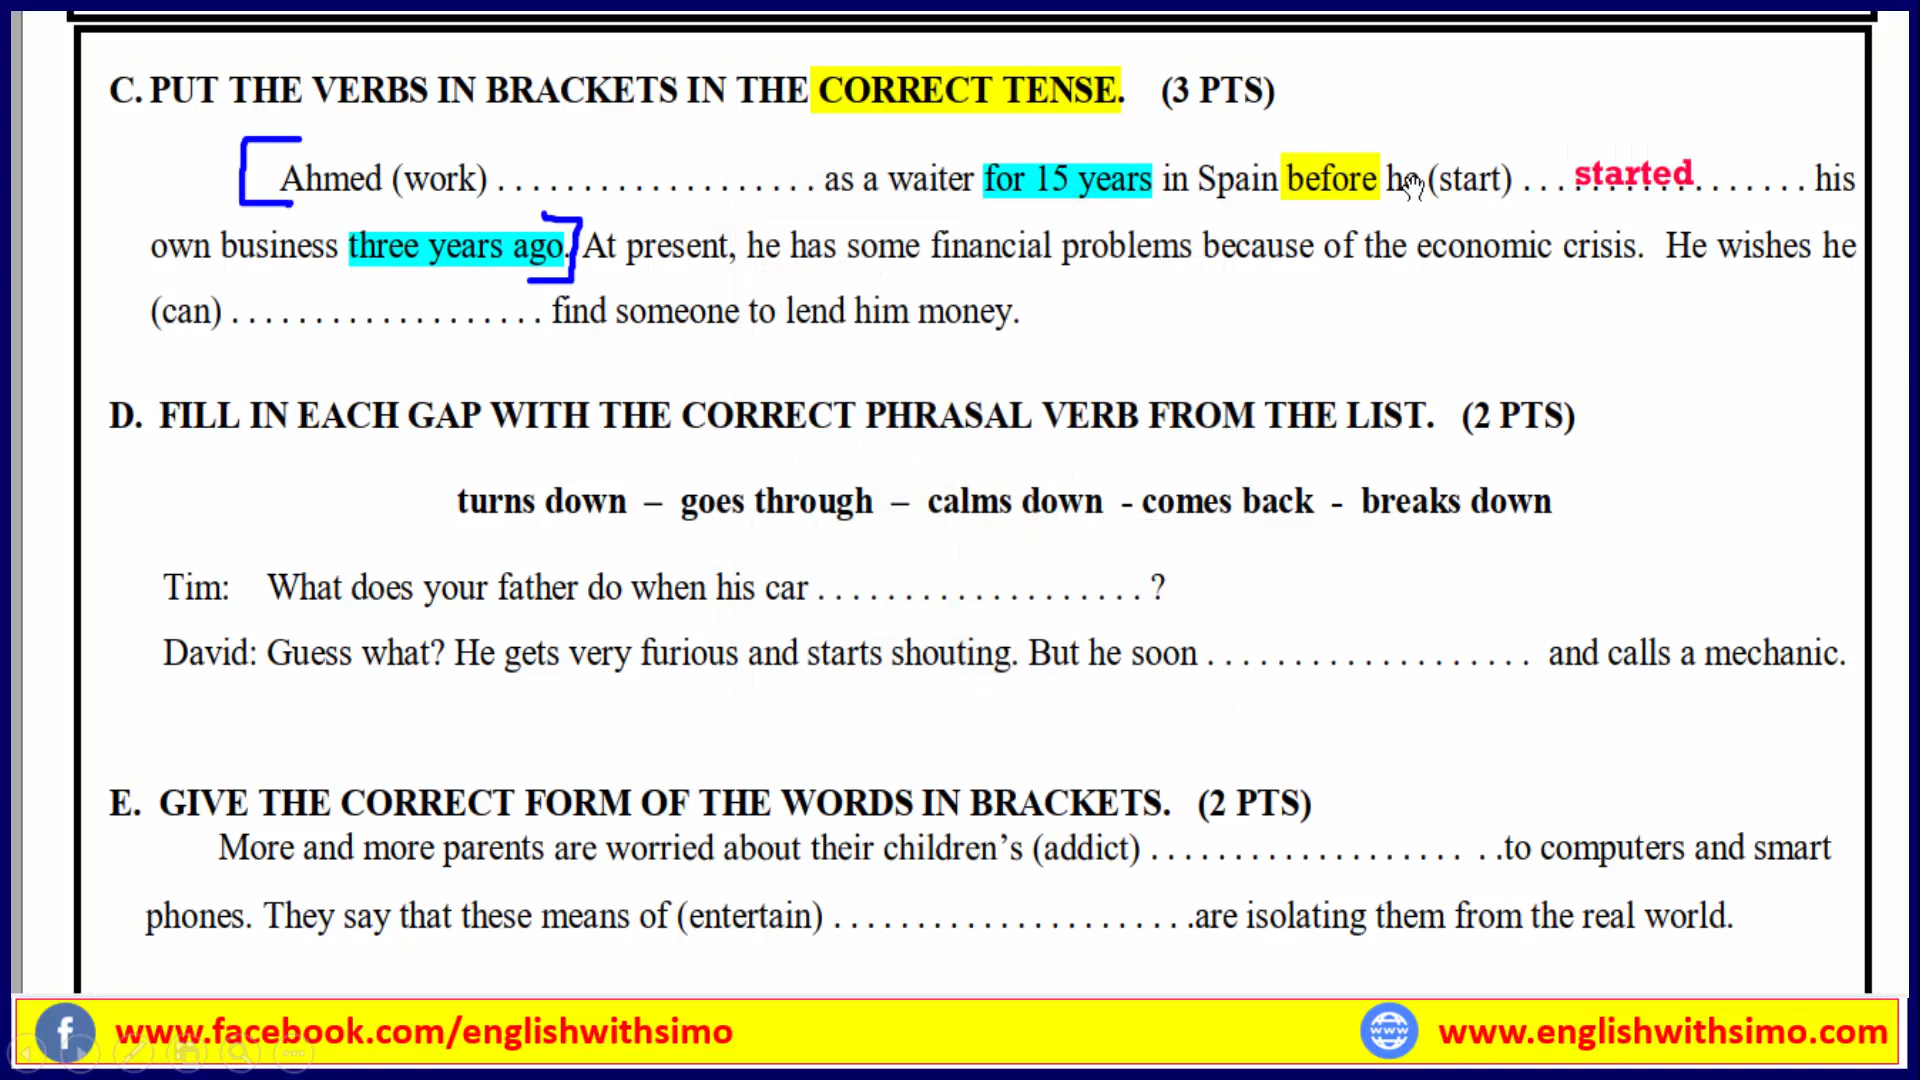 C. PUT THE VERBS IN BRACKETS IN THE CORRECT TENSE. (3 PTS)
Ahmed (work) . . . . . . . . . . . . . . . . . . . as a waiter for 15 years in Spain before he (start) . . . started . . . . . . . his
own business three years ago. At present, he has some financial problems because of the economic crisis. He wishes he
(can) . . . . . . . . . . . . . . . . . . . find someone to lend him money.
D. FILL IN EACH GAP WITH THE CORRECT PHRASAL VERB FROM THE LIST. (2 PTS)
turns down – goes through – calms down - comes back - breaks down
Tim: What does your father do when his car . . . . . . . . . . . . . . . . . . . ?
David: Guess what? He gets very furious and starts shouting. But he soon . . . . . . . . . . . . . . . . . . . and calls a mechanic.
E. GIVE THE CORRECT FORM OF THE WORDS IN BRACKETS. (2 PTS)
More and more parents are worried about their children’s (addict) . . . . . . . . . . . . . . . . . . . . .to computers and smart
phones. They say that these means of (entertain) . . . . . . . . . . . . . . . . . . . . . .are isolating them from the real world.
www.facebook.com/englishwithsimo www.englishwithsimo.com